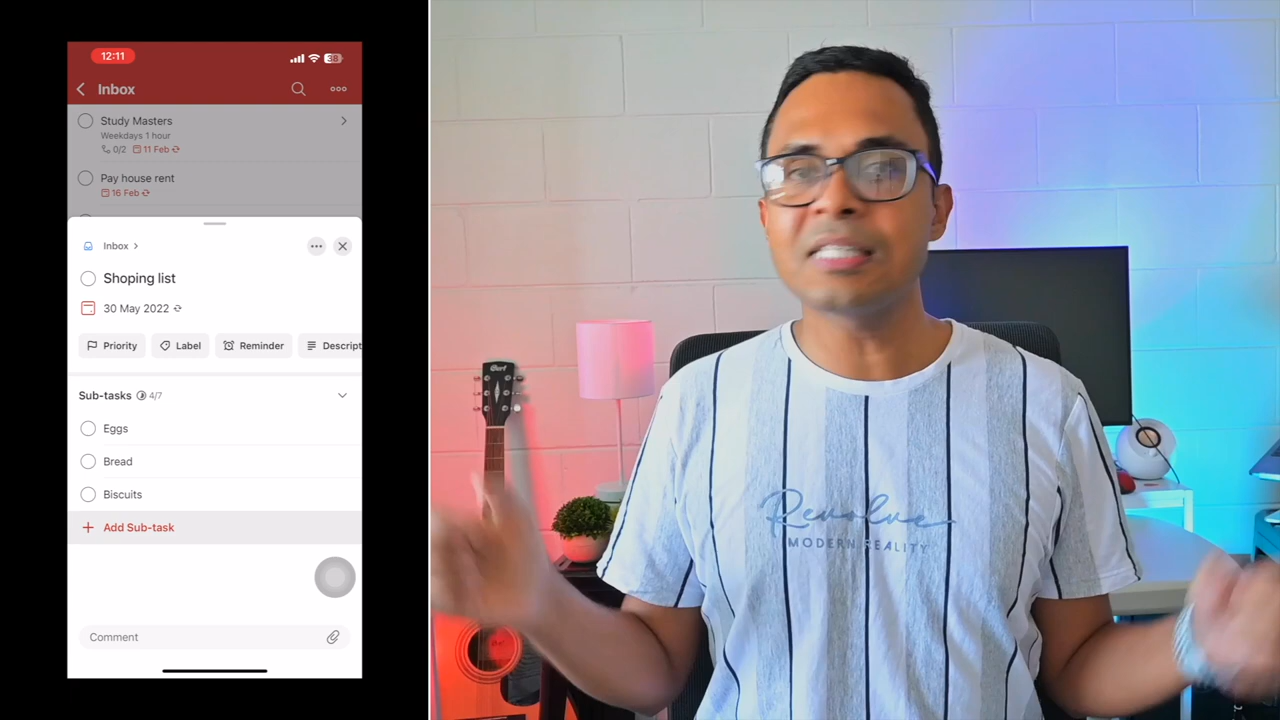 12:11
38
Inbox
Study Masters
Weekdays 1 hour
0/2 11 Feb
Pay house rent
16 Feb
Inbox
Shoping list
30 May 2022
Priority Label Reminder Descript
Sub-tasks 4/7
Eggs
Bread
Biscuits
+ Add Sub-task
Comment
Cort
Revolve
MODERN REALITY